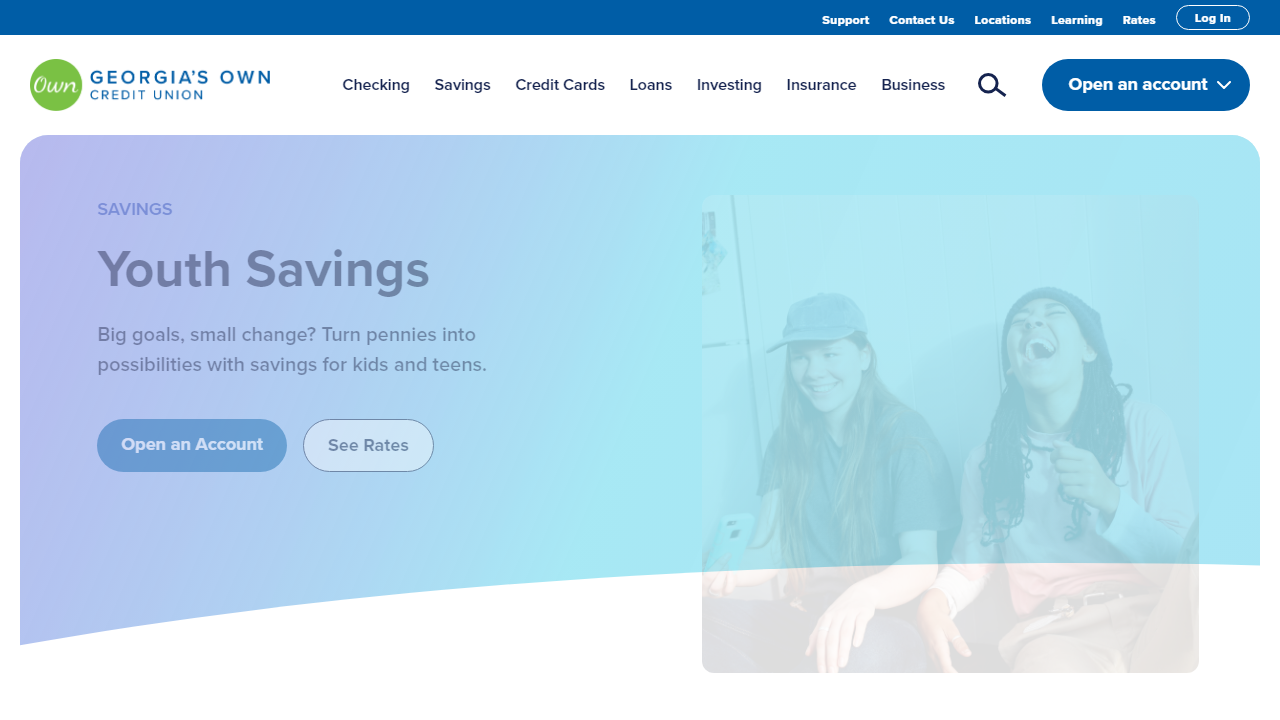 Support Contact Us Locations Learning Rates Log In
Own GEORGIA'S OWN
CREDIT UNION
Checking Savings Credit Cards Loans Investing Insurance Business
Open an account
SAVINGS
Youth Savings
Big goals, small change? Turn pennies into
possibilities with savings for kids and teens.
Open an Account See Rates